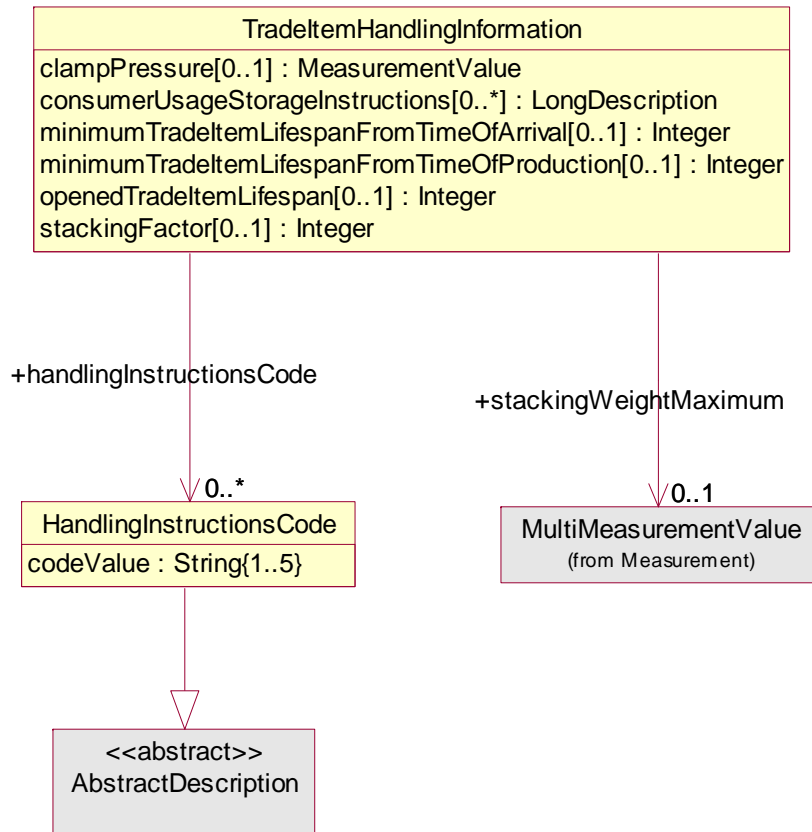 TradeItemHandlingInformation
clampPressure[0..1] : MeasurementValue
consumerUsageStorageInstructions[0..*] : LongDescription
minimumTradeItemLifespanFromTimeOfArrival[0..1] : Integer
minimumTradeItemLifespanFromTimeOfProduction[0..1] : Integer
openedTradeItemLifespan[0..1] : Integer
stackingFactor[0..1] : Integer
+handlingInstructionsCode
+stackingWeightMaximum
0..*
0..1
HandlingInstructionsCode
codeValue : String{1..5}
MultiMeasurementValue
(from Measurement)
<<abstract>>
AbstractDescription